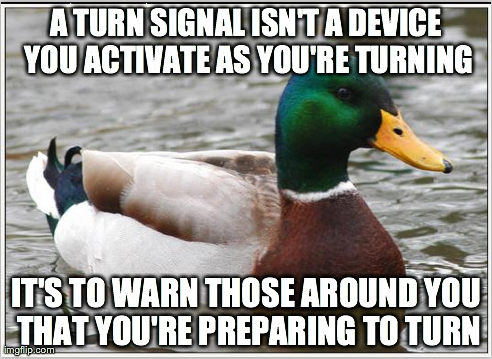 A TURN SIGNAL ISN'T A DEVICE
YOU ACTIVATE AS YOU'RE TURNING
IT'S TO WARN THOSE AROUND YOU
THAT YOU'RE PREPARING TO TURN
imgflip.com